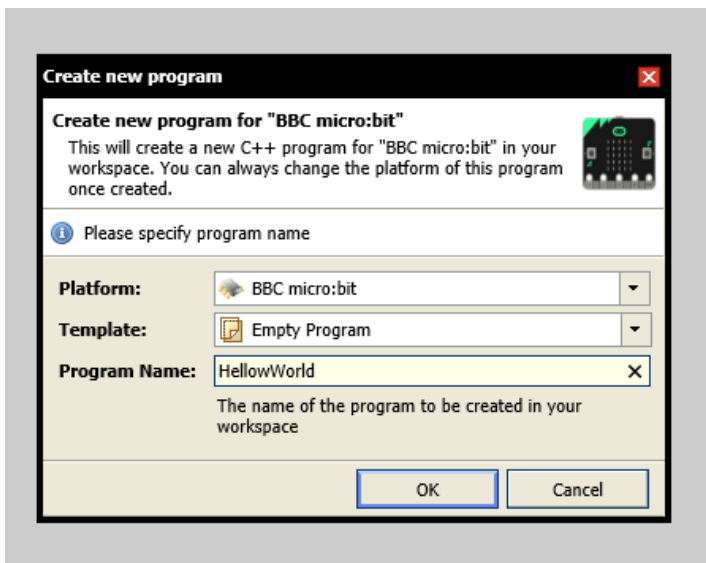 Create new program
Create new program for "BBC micro:bit"
This will create a new C++ program for "BBC micro:bit" in your
workspace. You can always change the platform of this program
once created.
Please specify program name
Platform: BBC micro:bit
Template: Empty Program
Program Name: HellowWorld
The name of the program to be created in your
workspace
OK Cancel